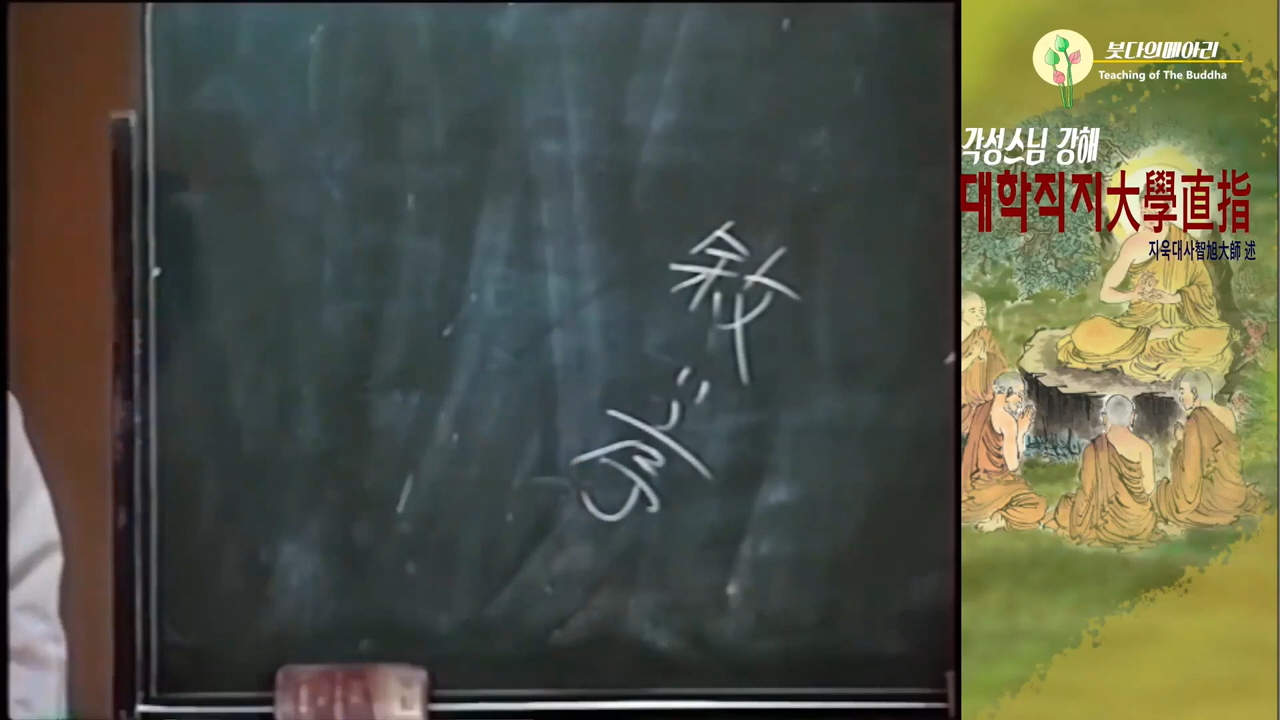 敘
붓다의메아리
Teaching of The Buddha
각성스님 강해
대학직지大學直指
지욱대사智旭大師 述